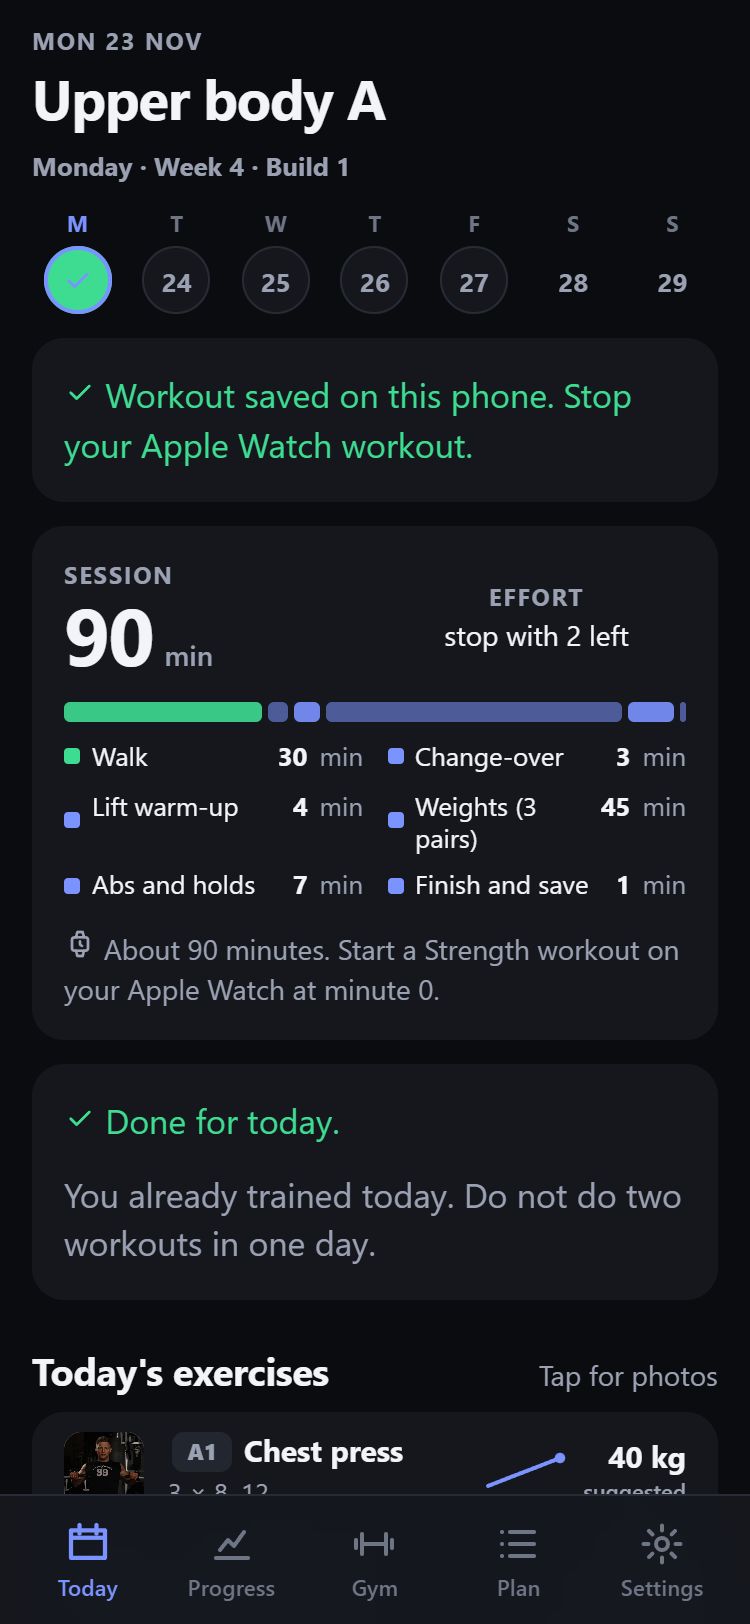 MON 23 NOV
Upper body A
Monday · Week 4 · Build 1
M T W T F S S
24 25 26 27 28 29
Workout saved on this phone. Stop
your Apple Watch workout.
SESSION
90 min
EFFORT
stop with 2 left
Walk 30 min
Change-over 3 min
Lift warm-up 4 min
Weights (3
pairs) 45 min
Abs and holds 7 min
Finish and save 1 min
About 90 minutes. Start a Strength workout on
your Apple Watch at minute 0.
Done for today.
You already trained today. Do not do two
workouts in one day.
Today's exercises
Tap for photos
A1 Chest press
40 kg
suggested
Today Progress Gym Plan Settings